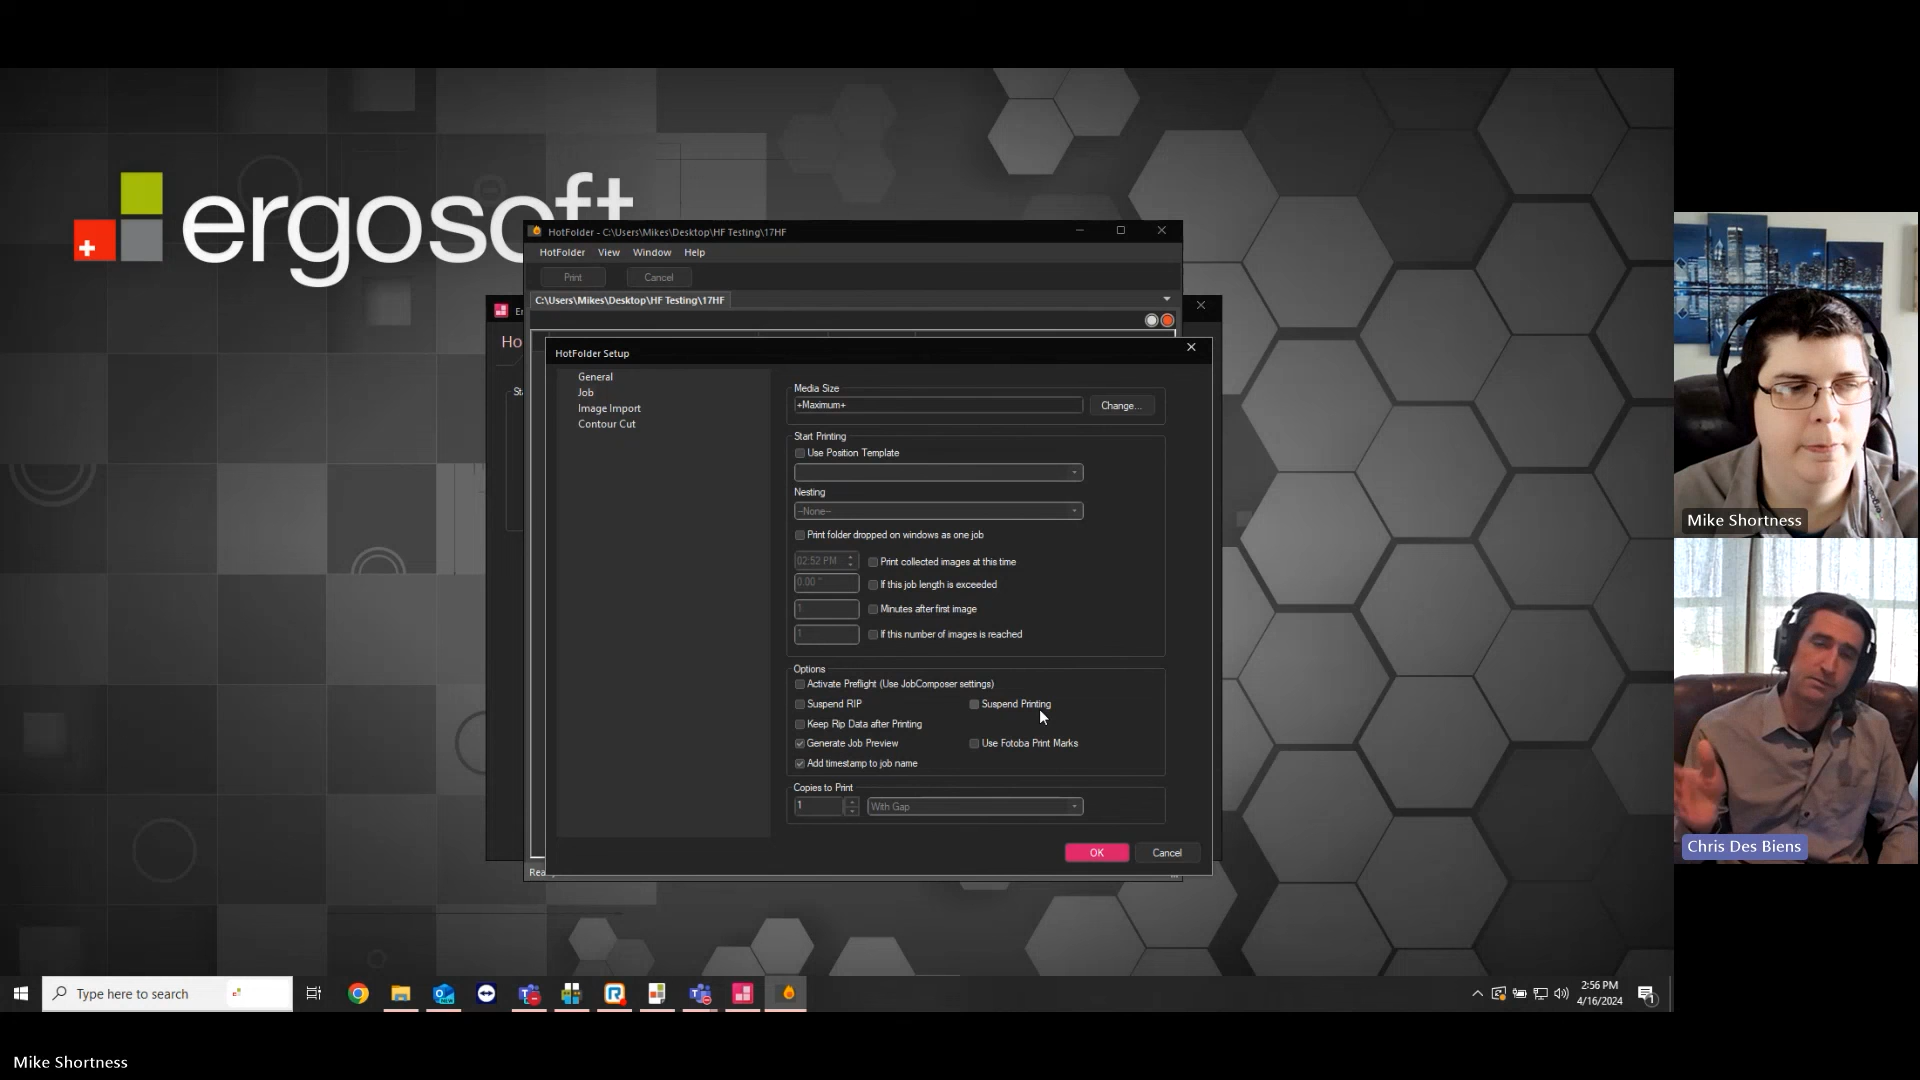 ergosoft
HotFolder - C:\Users\Mikes\Desktop\HF Testing\17HF
HotFolder View Window Help
Print Cancel
C:\Users\Mikes\Desktop\HF Testing\17HF
HotFolder Setup
General
Job
Image Import
Contour Cut
Media Size
+Maximum+ Change...
Start Printing
Use Position Template
Nesting
--None--
Print folder dropped on windows as one job
02:52 PM Print collected images at this time
0.00 " If this job length is exceeded
1 Minutes after first image
1 If this number of images is reached
Options
Activate Preflight (Use JobComposer settings)
Suspend RIP Suspend Printing
Keep Rip Data after Printing
Generate Job Preview Use Fotoba Print Marks
Add timestamp to job name
Copies to Print
1 With Gap
OK Cancel
Mike Shortness
Chris Des Biens
Type here to search
2:56 PM
4/16/2024
Mike Shortness